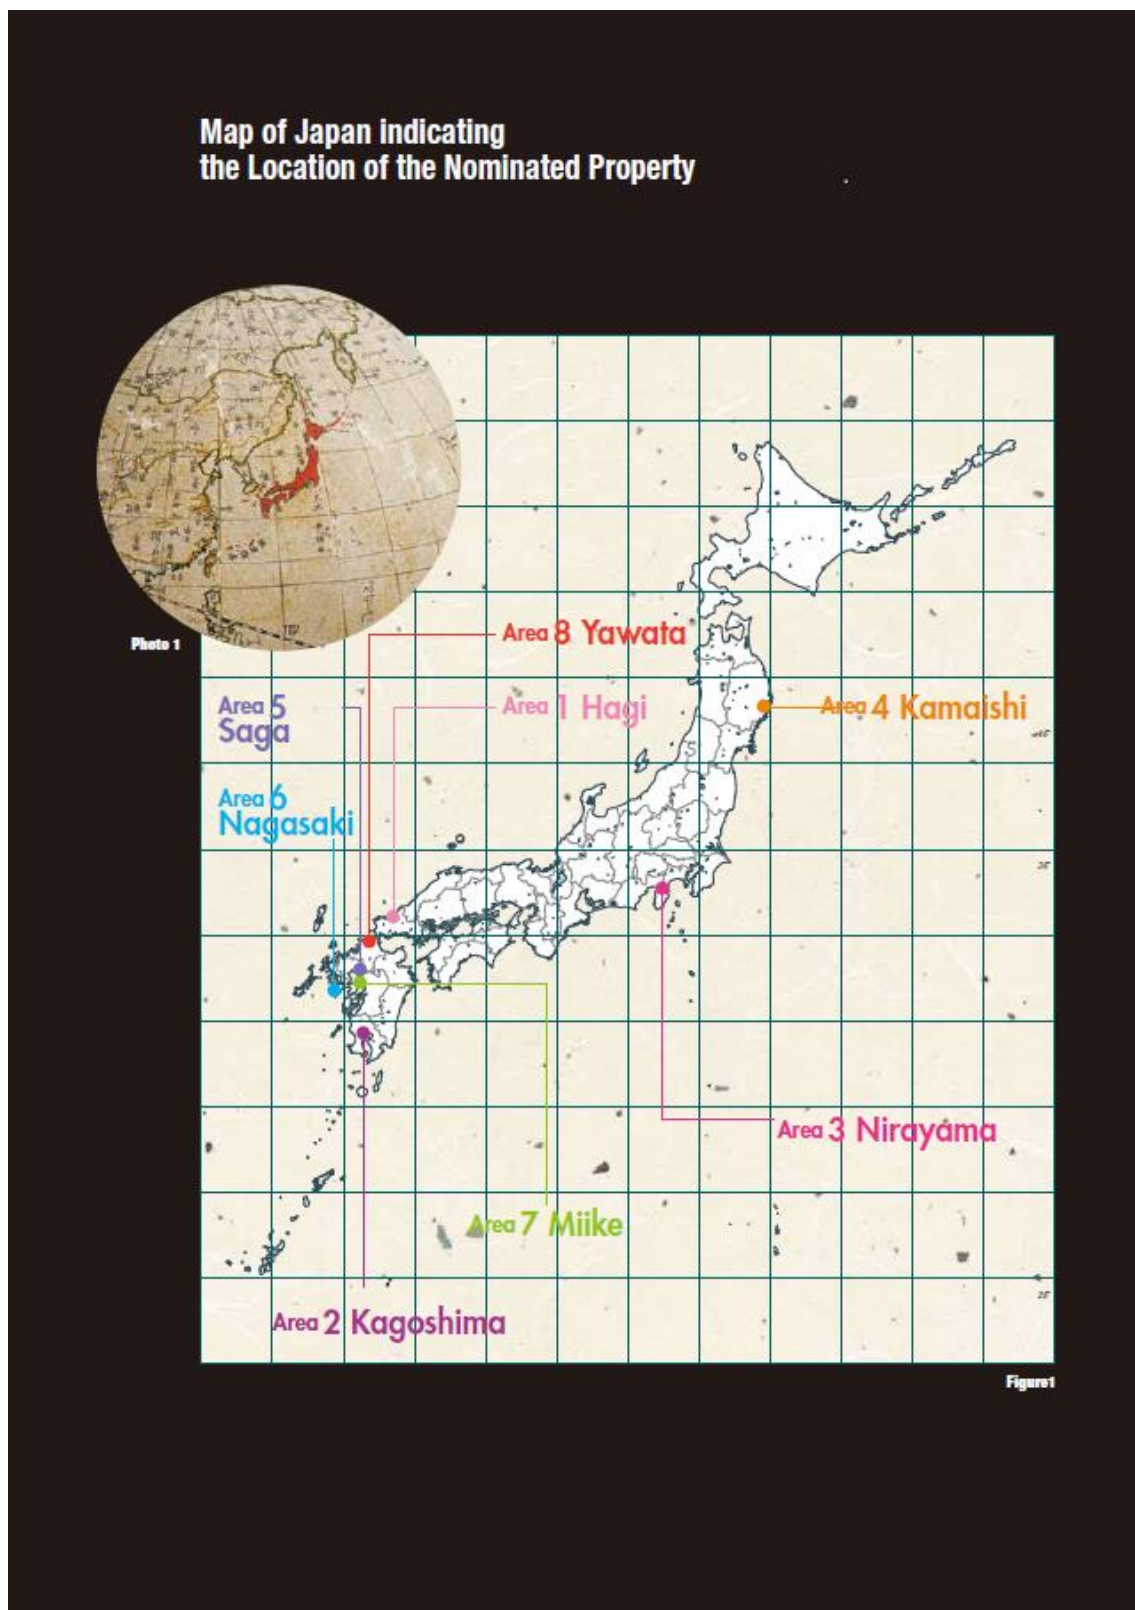 Map of Japan indicating
the Location of the Nominated Property
Photo 1
Area 8 Yawata
Area 5
Saga
Area 1 Hagi
Area 4 Kamaishi
Area 6
Nagasaki
Area 3 Nirayama
Area 7 Miike
Area 2 Kagoshima
Figure1